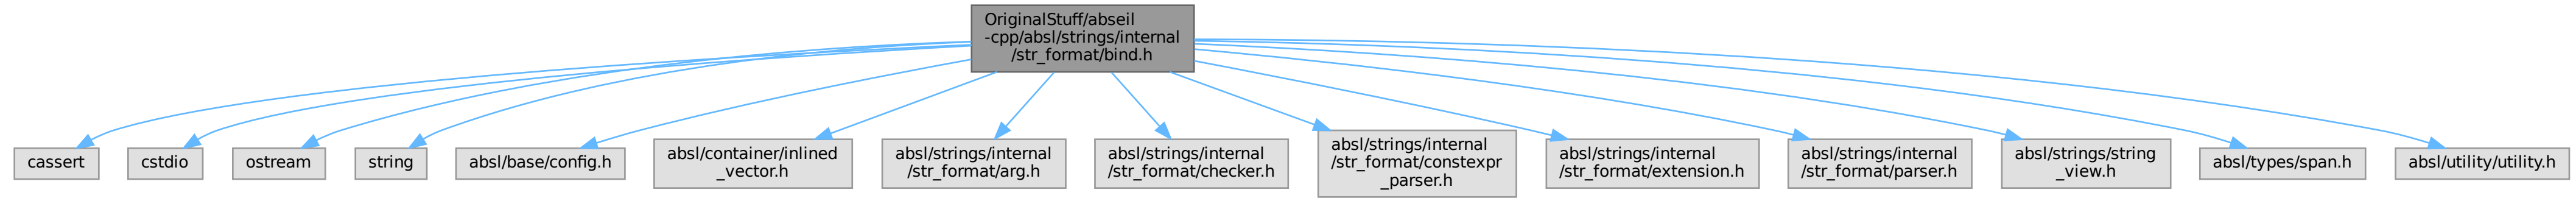 OriginalStuff/abseil
-cpp/absl/strings/internal
/str_format/bind.h
cassert
cstdio
ostream
string
absl/base/config.h
absl/container/inlined
_vector.h
absl/strings/internal
/str_format/arg.h
absl/strings/internal
/str_format/checker.h
absl/strings/internal
/str_format/constexpr
_parser.h
absl/strings/internal
/str_format/extension.h
absl/strings/internal
/str_format/parser.h
absl/strings/string
_view.h
absl/types/span.h
absl/utility/utility.h